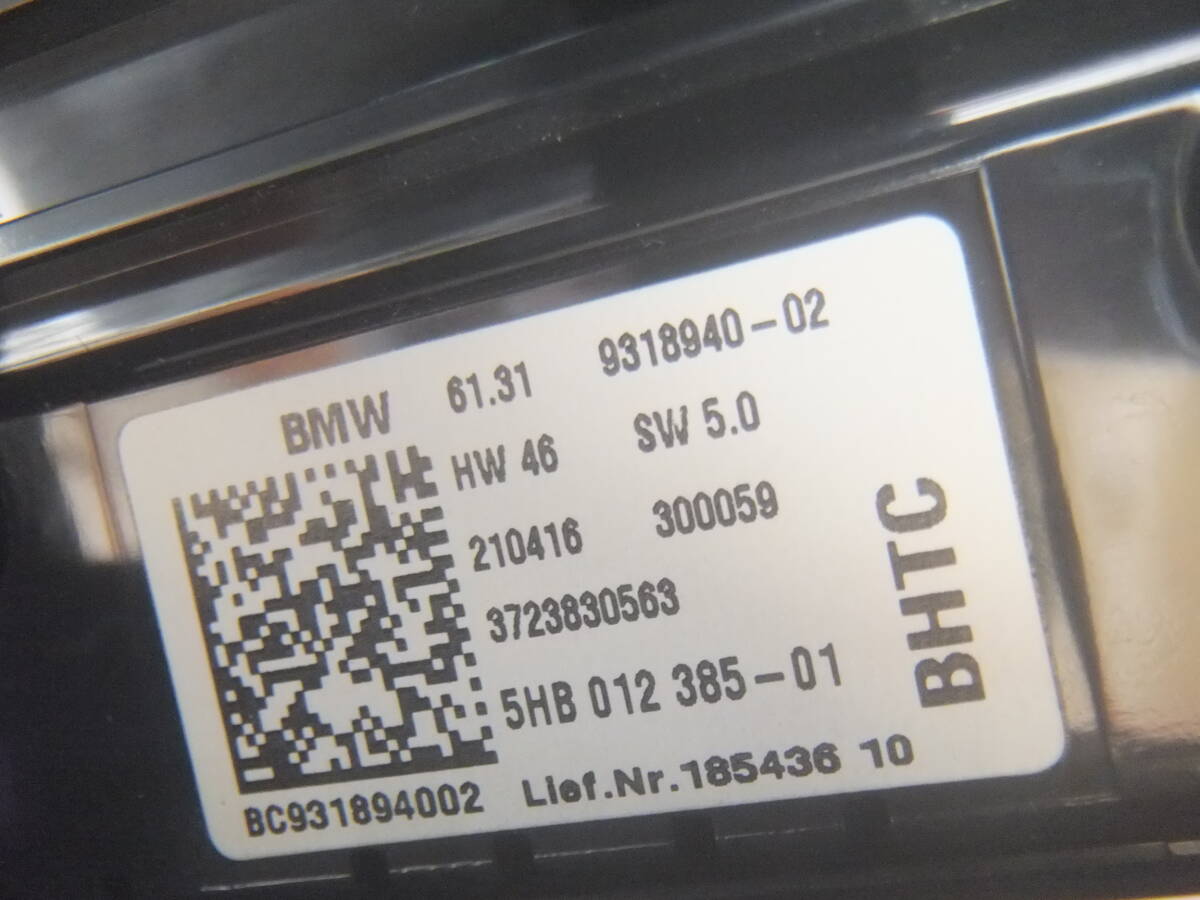 BMW 61.31 9318940-02
HW 46 SW 5.0
210416 300059
3723830563
5HB 012 385-01
BC931894002 Lief.Nr.185436 10
BHTC